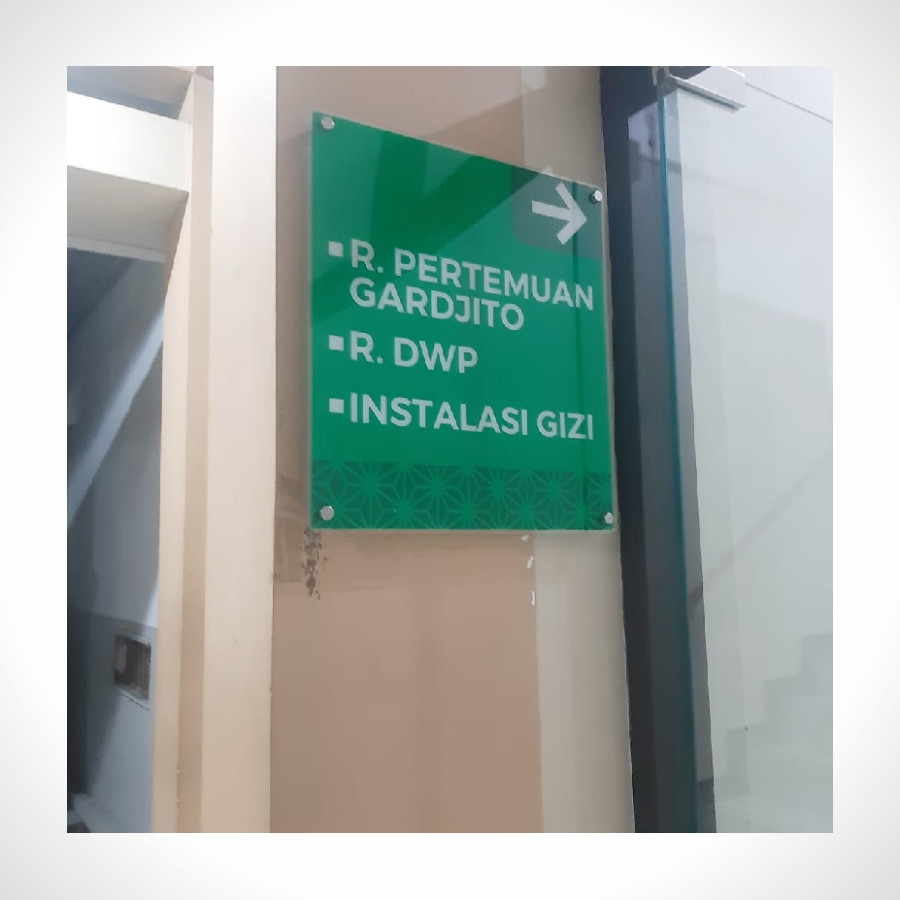 ▪R. PERTEMUAN
GARDJITO
▪R. DWP
▪INSTALASI GIZI